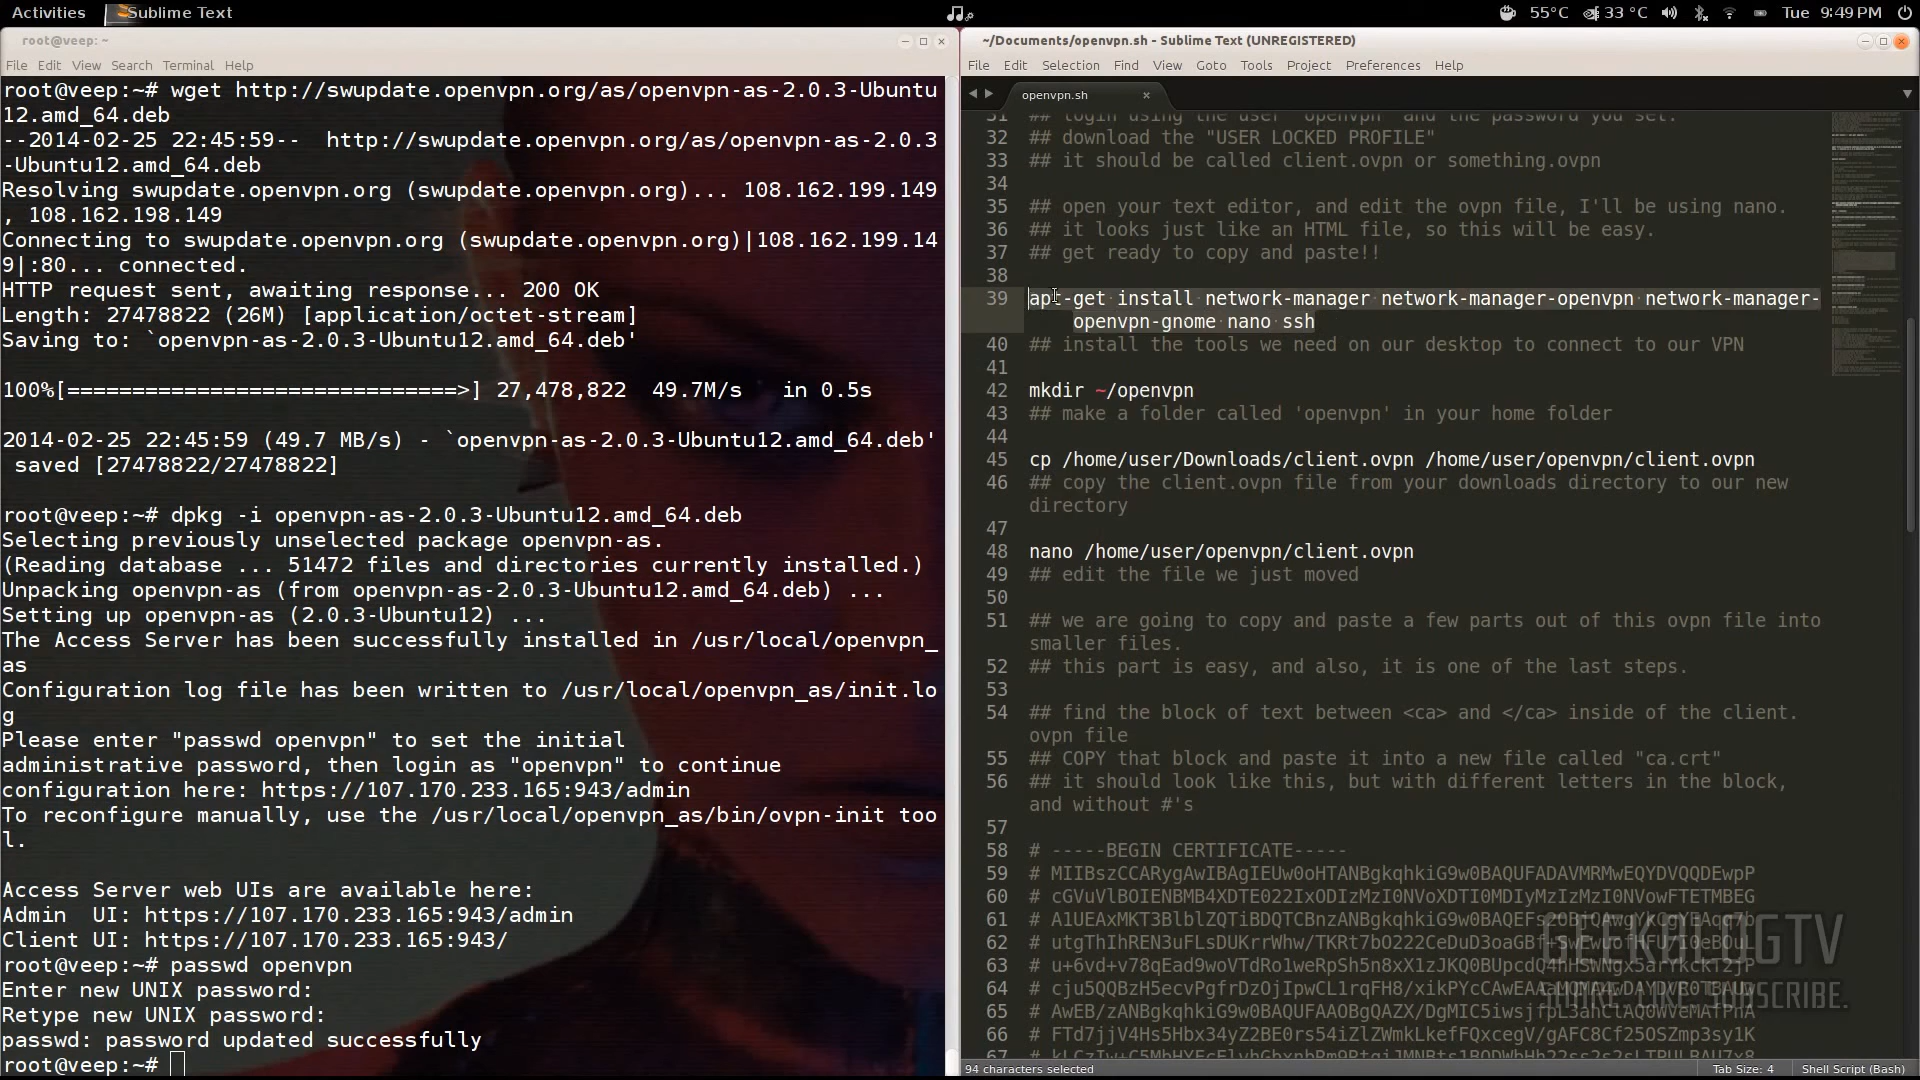 Activities Sublime Text 55°C 33 °C Tue 9:49 PM
root@veep: ~
File Edit View Search Terminal Help
root@veep:~# wget http://swupdate.openvpn.org/as/openvpn-as-2.0.3-Ubuntu
12.amd_64.deb
--2014-02-25 22:45:59-- http://swupdate.openvpn.org/as/openvpn-as-2.0.3
-Ubuntu12.amd_64.deb
Resolving swupdate.openvpn.org (swupdate.openvpn.org)... 108.162.199.149
, 108.162.198.149
Connecting to swupdate.openvpn.org (swupdate.openvpn.org)|108.162.199.14
9|:80... connected.
HTTP request sent, awaiting response... 200 OK
Length: 27478822 (26M) [application/octet-stream]
Saving to: `openvpn-as-2.0.3-Ubuntu12.amd_64.deb'
100%[=============================>] 27,478,822 49.7M/s in 0.5s
2014-02-25 22:45:59 (49.7 MB/s) - `openvpn-as-2.0.3-Ubuntu12.amd_64.deb'
saved [27478822/27478822]
root@veep:~# dpkg -i openvpn-as-2.0.3-Ubuntu12.amd_64.deb
Selecting previously unselected package openvpn-as.
(Reading database ... 51472 files and directories currently installed.)
Unpacking openvpn-as (from openvpn-as-2.0.3-Ubuntu12.amd_64.deb) ...
Setting up openvpn-as (2.0.3-Ubuntu12) ...
The Access Server has been successfully installed in /usr/local/openvpn_
as
Configuration log file has been written to /usr/local/openvpn_as/init.lo
g
Please enter "passwd openvpn" to set the initial
administrative password, then login as "openvpn" to continue
configuration here: https://107.170.233.165:943/admin
To reconfigure manually, use the /usr/local/openvpn_as/bin/ovpn-init too
l.
Access Server web UIs are available here:
Admin UI: https://107.170.233.165:943/admin
Client UI: https://107.170.233.165:943/
root@veep:~# passwd openvpn
Enter new UNIX password:
Retype new UNIX password:
passwd: password updated successfully
root@veep:~#
~/Documents/openvpn.sh - Sublime Text (UNREGISTERED)
File Edit Selection Find View Goto Tools Project Preferences Help
openvpn.sh
31 ## login using the user "openvpn" and the password you set.
32 ## download the "USER LOCKED PROFILE"
33 ## it should be called client.ovpn or something.ovpn
34
35 ## open your text editor, and edit the ovpn file, I'll be using nano.
36 ## it looks just like an HTML file, so this will be easy.
37 ## get ready to copy and paste!!
38
39 apt-get install network-manager network-manager-openvpn network-manager-
openvpn-gnome nano ssh
40 ## install the tools we need on our desktop to connect to our VPN
41
42 mkdir ~/openvpn
43 ## make a folder called 'openvpn' in your home folder
44
45 cp /home/user/Downloads/client.ovpn /home/user/openvpn/client.ovpn
46 ## copy the client.ovpn file from your downloads directory to our new
directory
47
48 nano /home/user/openvpn/client.ovpn
49 ## edit the file we just moved
50
51 ## we are going to copy and paste a few parts out of this ovpn file into
smaller files.
52 ## this part is easy, and also, it is one of the last steps.
53
54 ## find the block of text between <ca> and </ca> inside of the client.
ovpn file
55 ## COPY that block and paste it into a new file called "ca.crt"
56 ## it should look like this, but with different letters in the block,
and without #'s
57
58 # -----BEGIN CERTIFICATE-----
59 # MIIBszCCARygAwIBAgIEUw0oHTANBgkqhkiG9w0BAQUFADAVMRMwEQYDVQQDEwpP
60 # cGVuVlBOIENBMB4XDTE0MDIxODIzMzI0NVoXDTI0MDIyMzIzMzI0NVowFTETMBEG
61
62
63
64
65
66
67
GEEKBLOGTV
SHARE. LIKE. SUBSCRIBE.
94 characters selected Tab Size: 4 Shell Script (Bash)